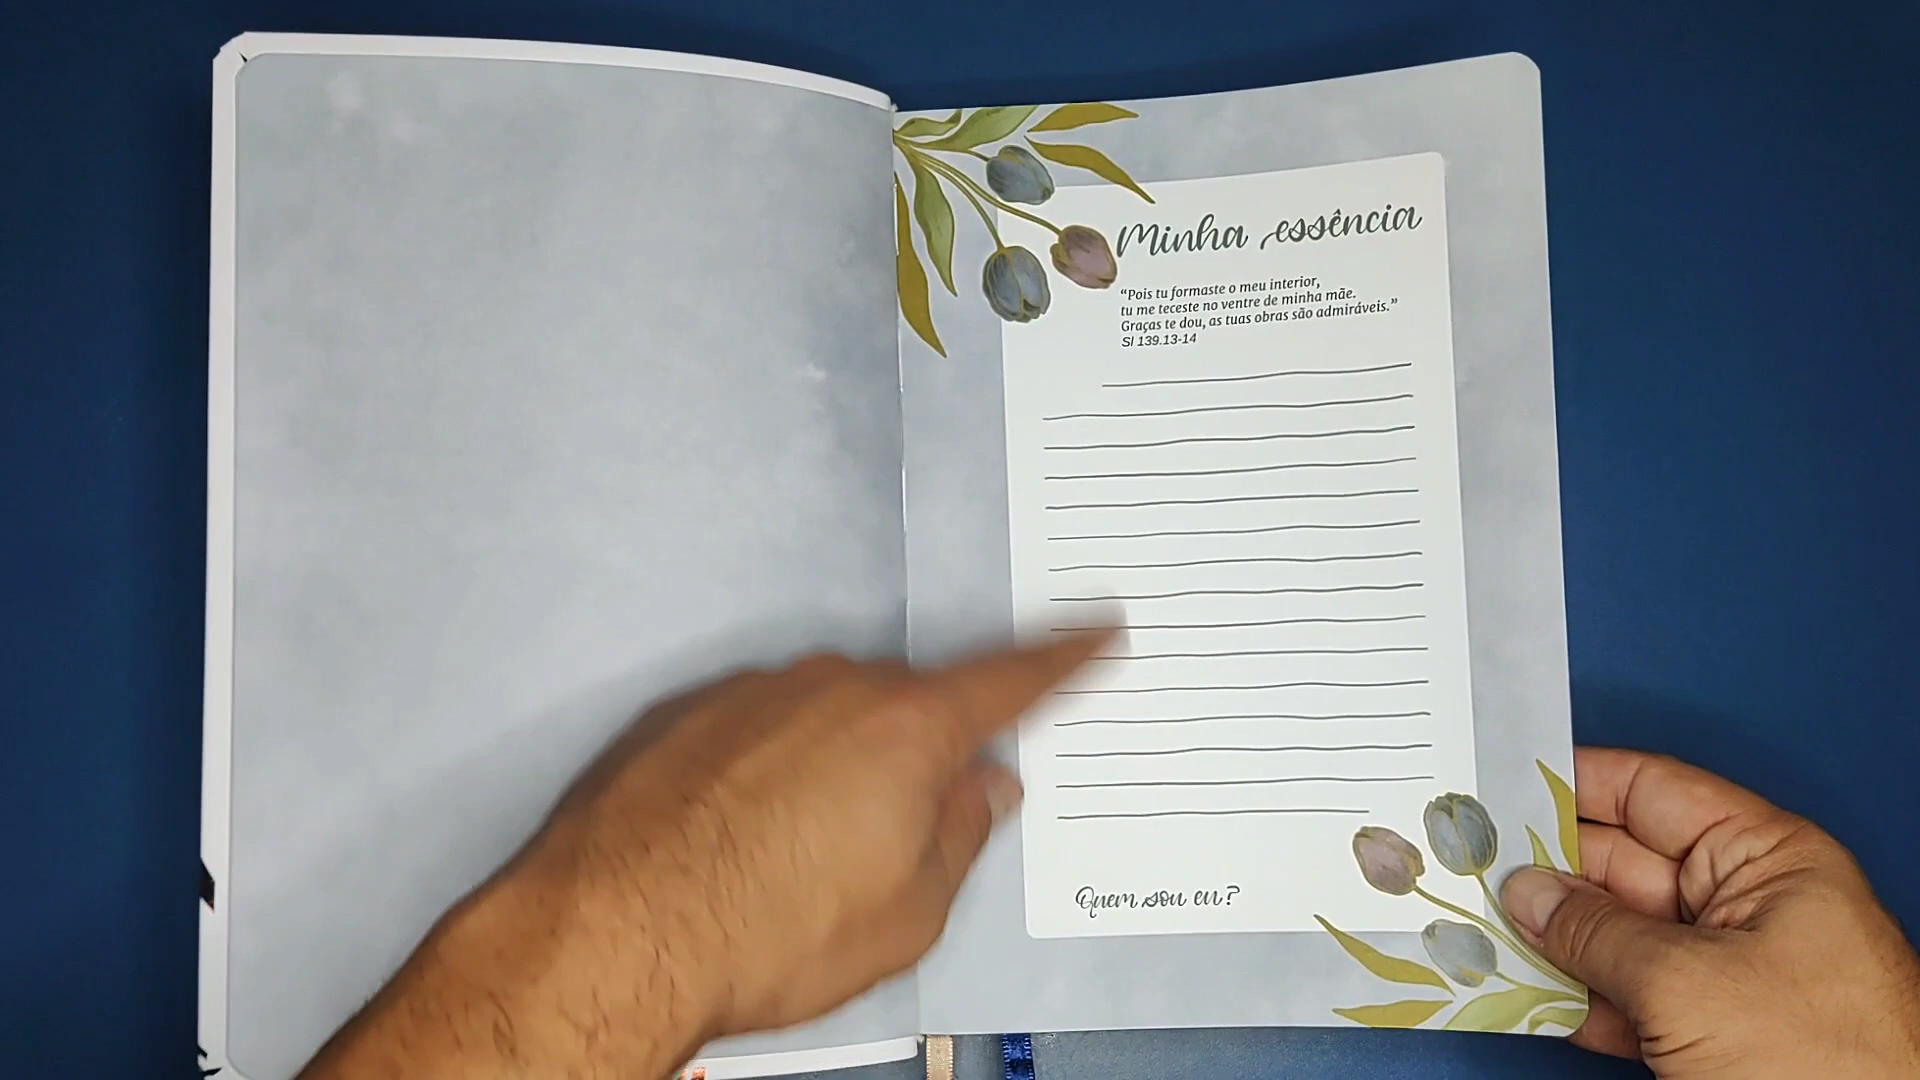 Minha essência
“Pois tu formaste o meu interior,
tu me teceste no ventre de minha mãe.
Graças te dou, as tuas obras são admiráveis.”
Sl 139.13-14
Quem sou eu?